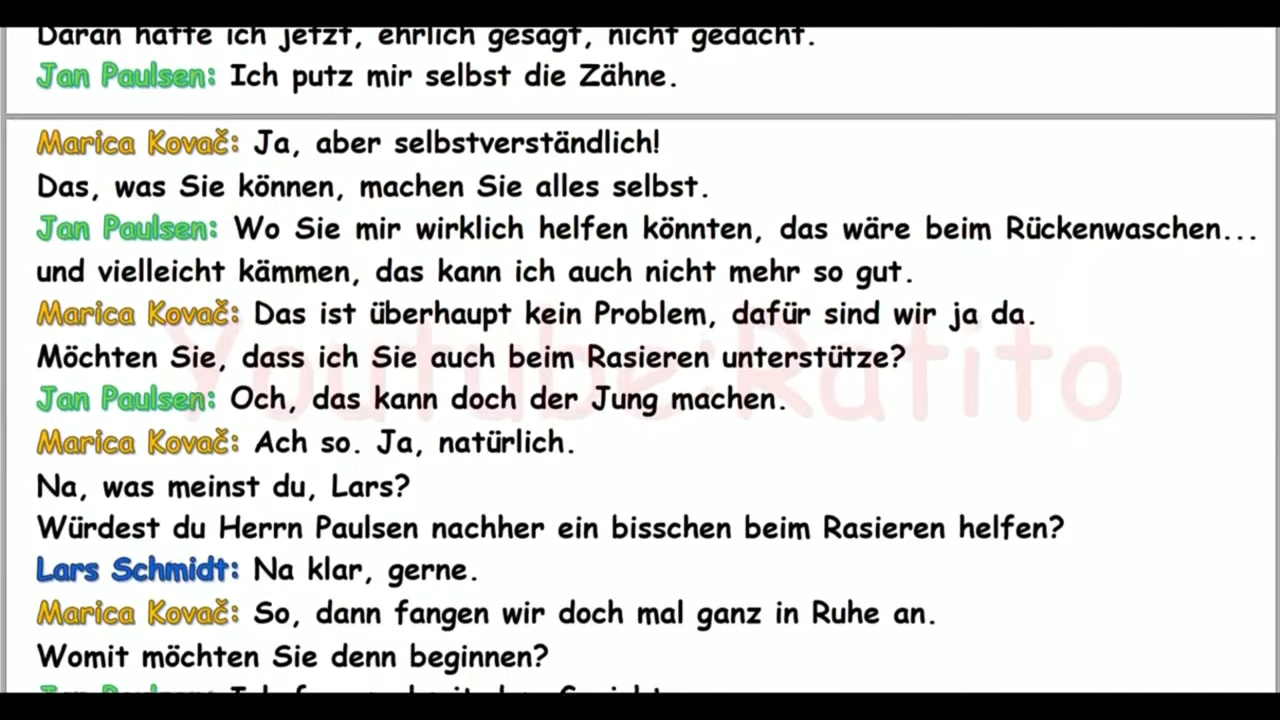 Daran hatte ich jetzt, ehrlich gesagt, nicht gedacht.
Jan Paulsen: Ich putz mir selbst die Zähne.
Marica Kovač: Ja, aber selbstverständlich!
Das, was Sie können, machen Sie alles selbst.
Jan Paulsen: Wo Sie mir wirklich helfen könnten, das wäre beim Rückenwaschen...
und vielleicht kämmen, das kann ich auch nicht mehr so gut.
Marica Kovač: Das ist überhaupt kein Problem, dafür sind wir ja da.
Möchten Sie, dass ich Sie auch beim Rasieren unterstütze?
Youtube:Ratito
Jan Paulsen: Och, das kann doch der Jung machen.
Marica Kovač: Ach so. Ja, natürlich.
Na, was meinst du, Lars?
Würdest du Herrn Paulsen nachher ein bisschen beim Rasieren helfen?
Lars Schmidt: Na klar, gerne.
Marica Kovač: So, dann fangen wir doch mal ganz in Ruhe an.
Womit möchten Sie denn beginnen?
Jan Paulsen: Ich